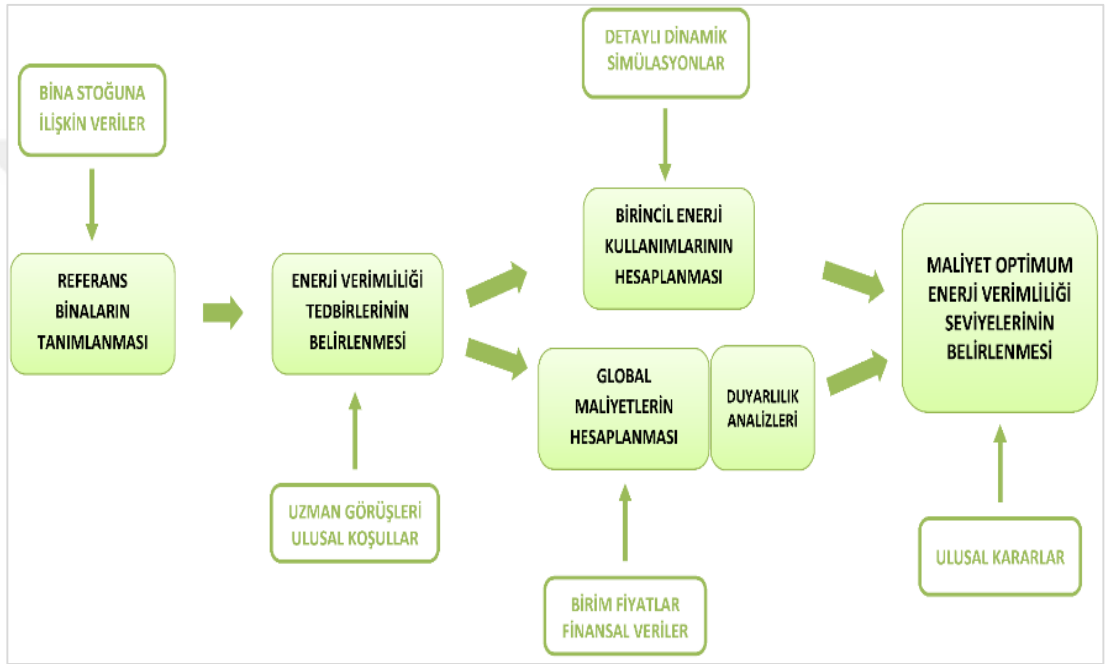 DETAYLI DİNAMİK
SİMÜLASYONLAR
BİNA STOĞUNA
İLİŞKİN VERİLER
BİRİNCİL ENERJİ
KULLANIMLARININ
HESAPLANMASI
REFERANS
BİNALARIN
TANIMLANMASI
ENERJİ VERİMLİLİĞİ
TEDBİRLERİNİN
BELİRLENMESİ
MALİYET OPTIMUM
ENERJİ VERİMLİLİĞİ
SEVİYELERİNİN
BELİRLENMESİ
GLOBAL
MALİYETLERİN
HESAPLANMASI
DUYARLILIK
ANALİZLERİ
UZMAN GÖRÜŞLERİ
ULUSAL KOŞULLAR
ULUSAL KARARLAR
BİRİM FİYATLAR
FİNANSAL VERİLER